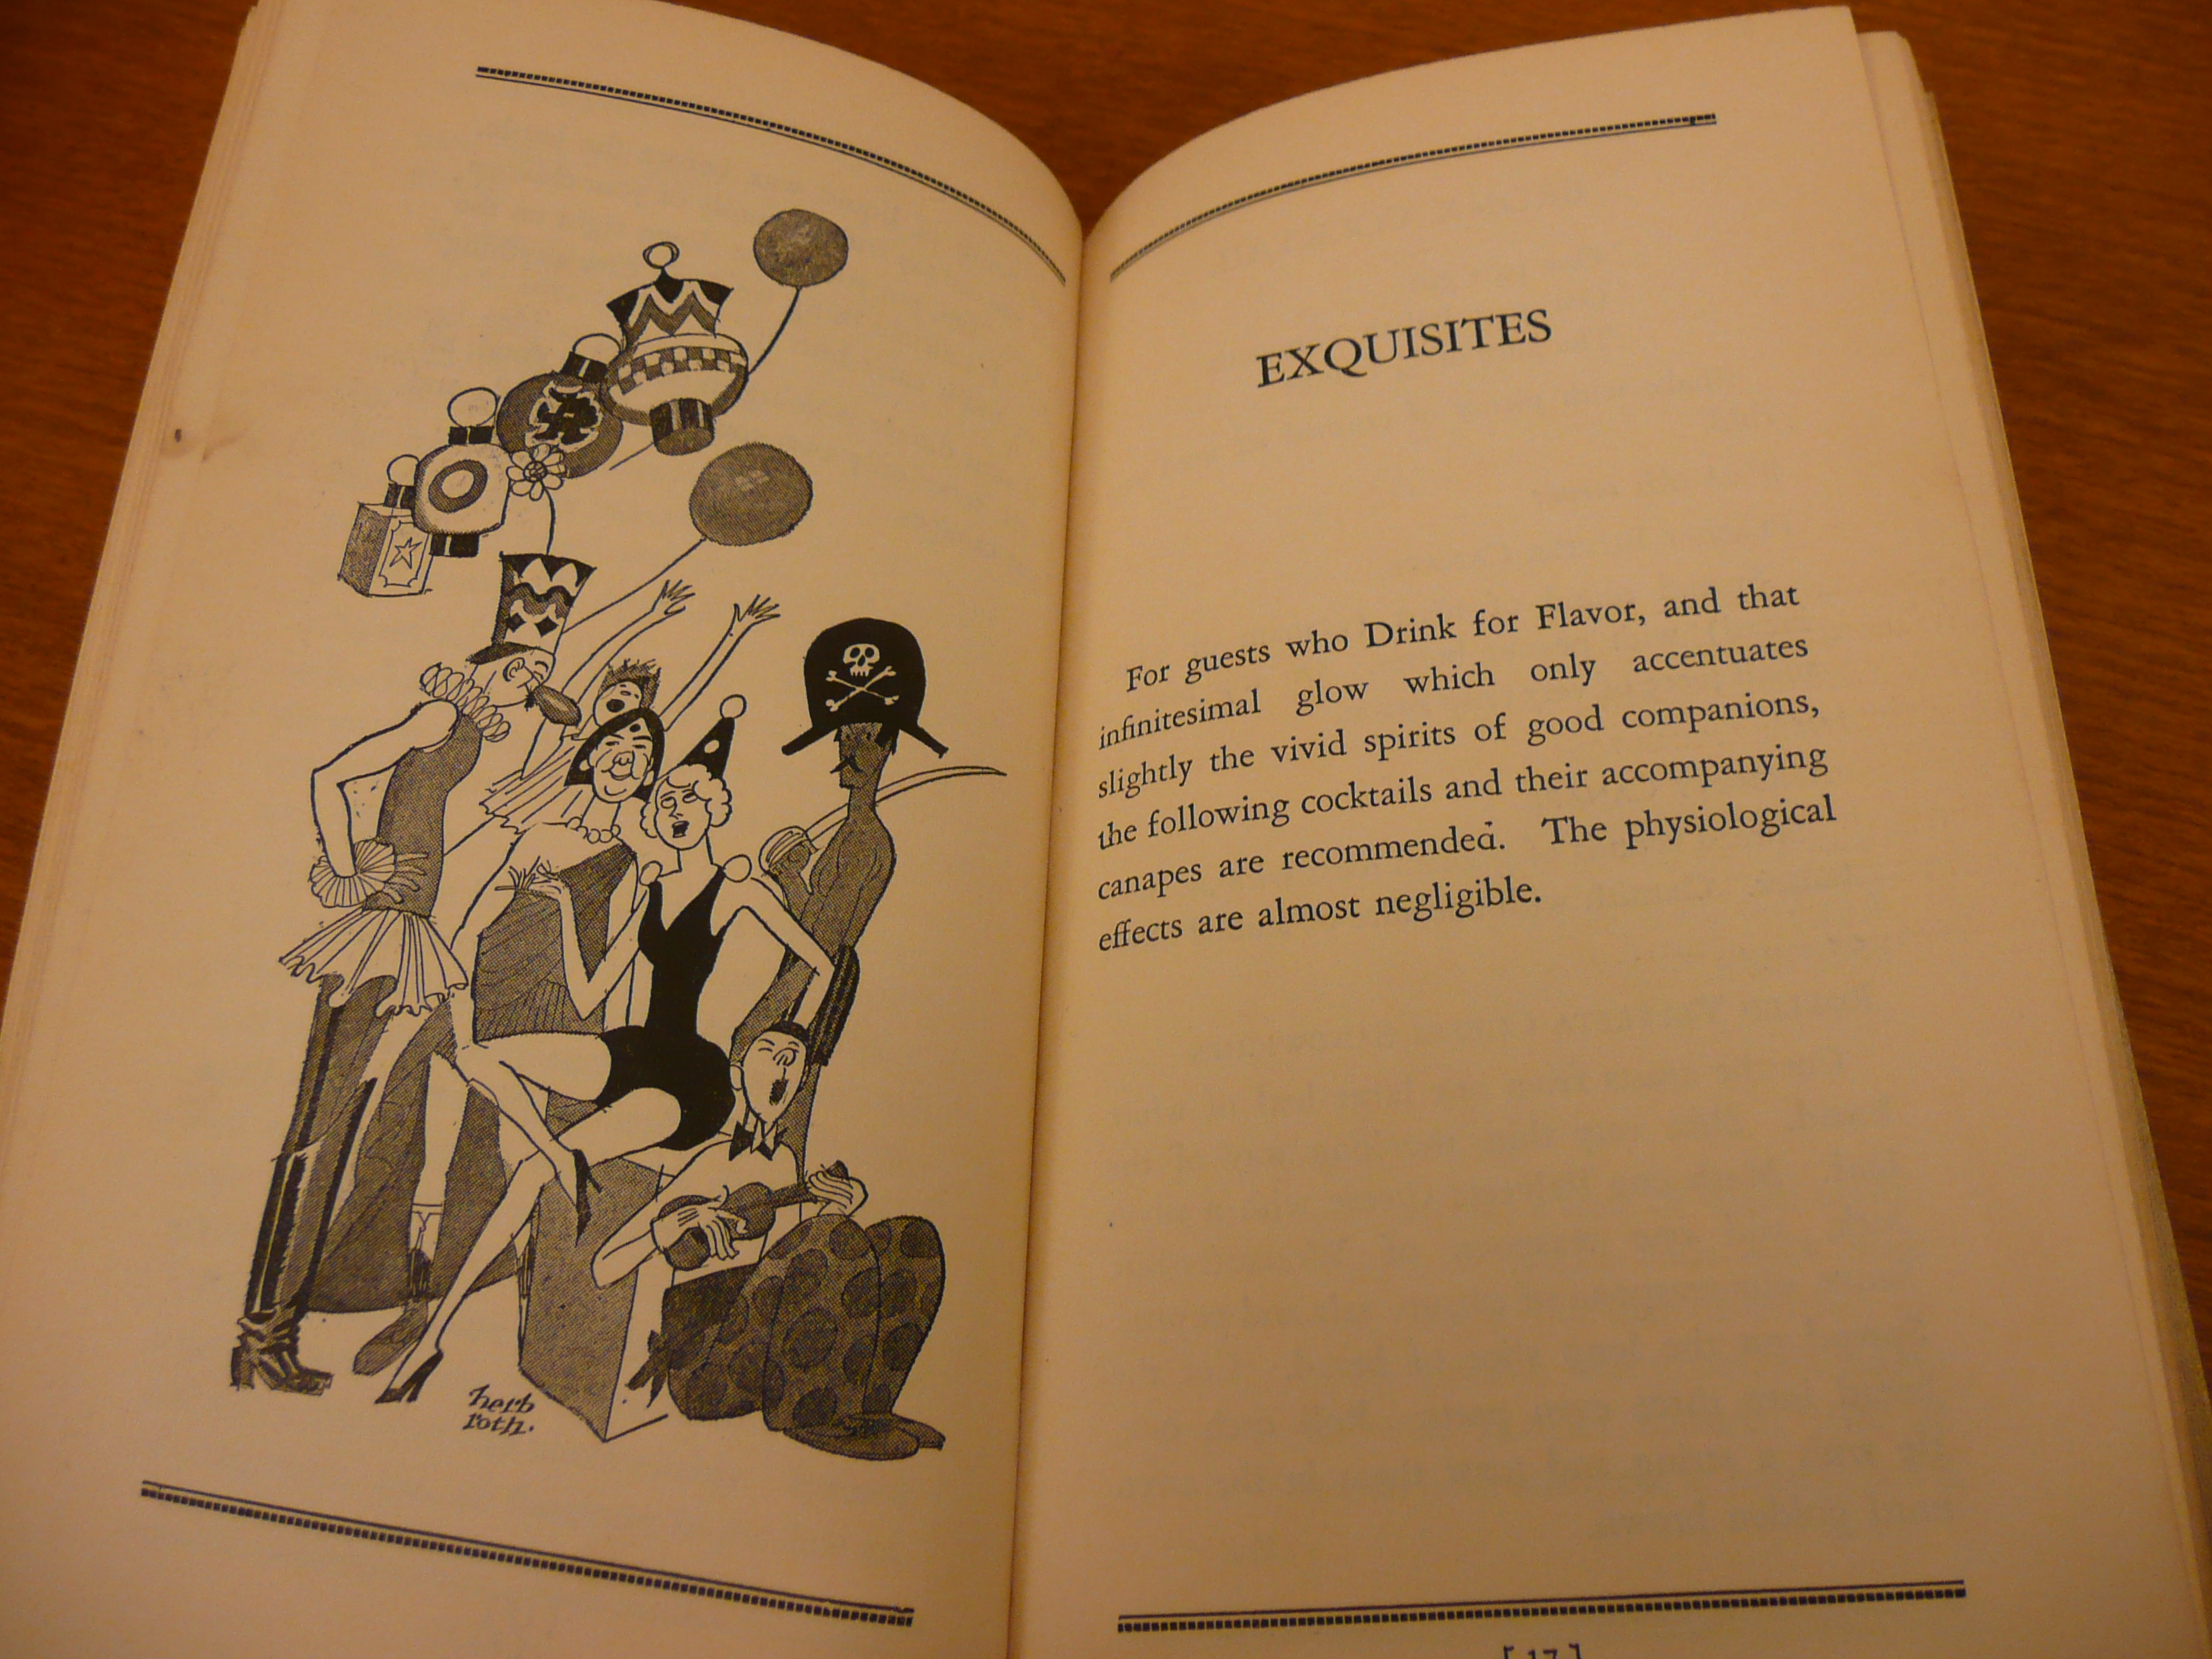 herb
roth.
EXQUISITES
For guests who Drink for Flavor, and that
infinitesimal glow which only accentuates
slightly the vivid spirits of good companions,
the following cocktails and their accompanying
canapes are recommended. The physiological
effects are almost negligible.
[ 17 ]